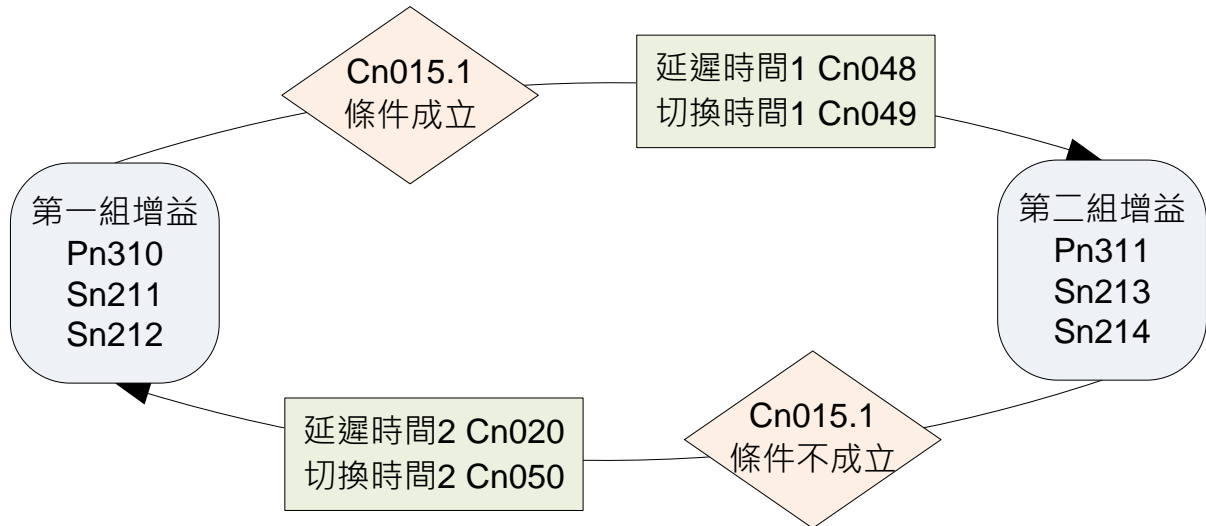 Cn015.1
條件成立
延遲時間1 Cn048
切換時間1 Cn049
第一組增益
Pn310
Sn211
Sn212
第二組增益
Pn311
Sn213
Sn214
延遲時間2 Cn020
切換時間2 Cn050
Cn015.1
條件不成立